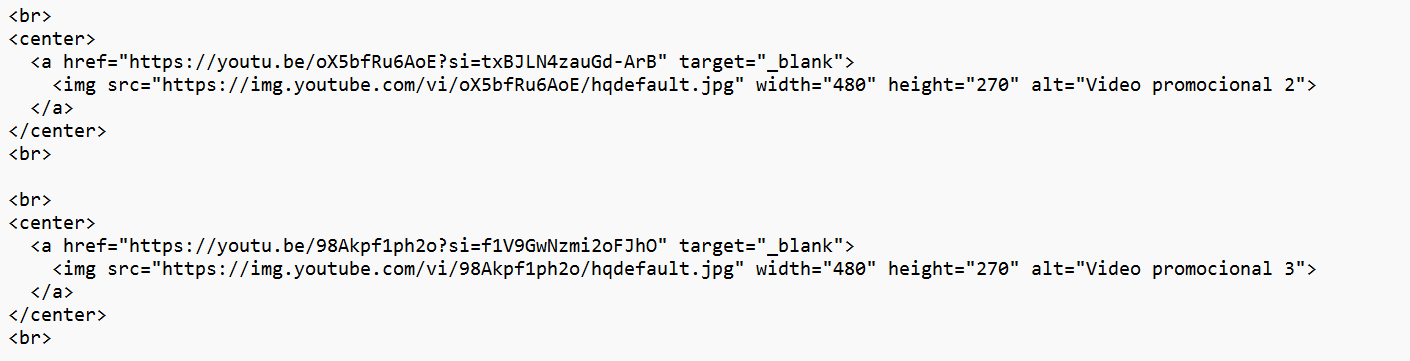 <br>
<center>
  <a href="https://youtu.be/oX5bfRu6AoE?si=txBJLN4zauGd-ArB" target="_blank">
    <img src="https://img.youtube.com/vi/oX5bfRu6AoE/hqdefault.jpg" width="480" height="270" alt="Video promocional 2">
  </a>
</center>
<br>

<br>
<center>
  <a href="https://youtu.be/98Akpf1ph2o?si=f1V9GwNzmi2oFJhO" target="_blank">
    <img src="https://img.youtube.com/vi/98Akpf1ph2o/hqdefault.jpg" width="480" height="270" alt="Video promocional 3">
  </a>
</center>
<br>